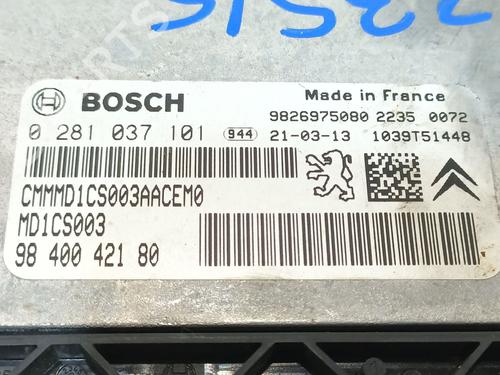 23515
BOSCH
Made in France
9826975080 2235 0072
0 281 037 101 944 21-03-13 1039T51448
CMMMD1CS003AACEM0
MD1CS003
98 400 421 80